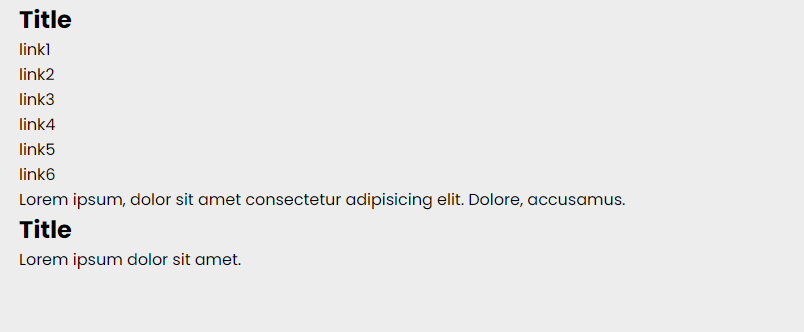 Title
link1
link2
link3
link4
link5
link6
Lorem ipsum, dolor sit amet consectetur adipisicing elit. Dolore, accusamus.
Title
Lorem ipsum dolor sit amet.